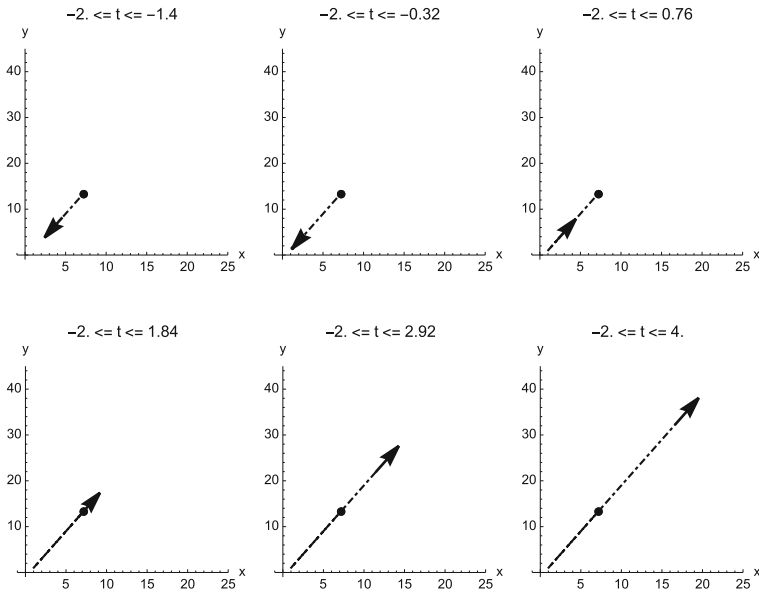 −2. <= t <= −1.4
y
40
30
20
10
5 10 15 20 25
x
−2. <= t <= −0.32
y
40
30
20
10
5 10 15 20 25
x
−2. <= t <= 0.76
y
40
30
20
10
5 10 15 20 25
x
−2. <= t <= 1.84
y
40
30
20
10
5 10 15 20 25
x
−2. <= t <= 2.92
y
40
30
20
10
5 10 15 20 25
x
−2. <= t <= 4.
y
40
30
20
10
5 10 15 20 25
x